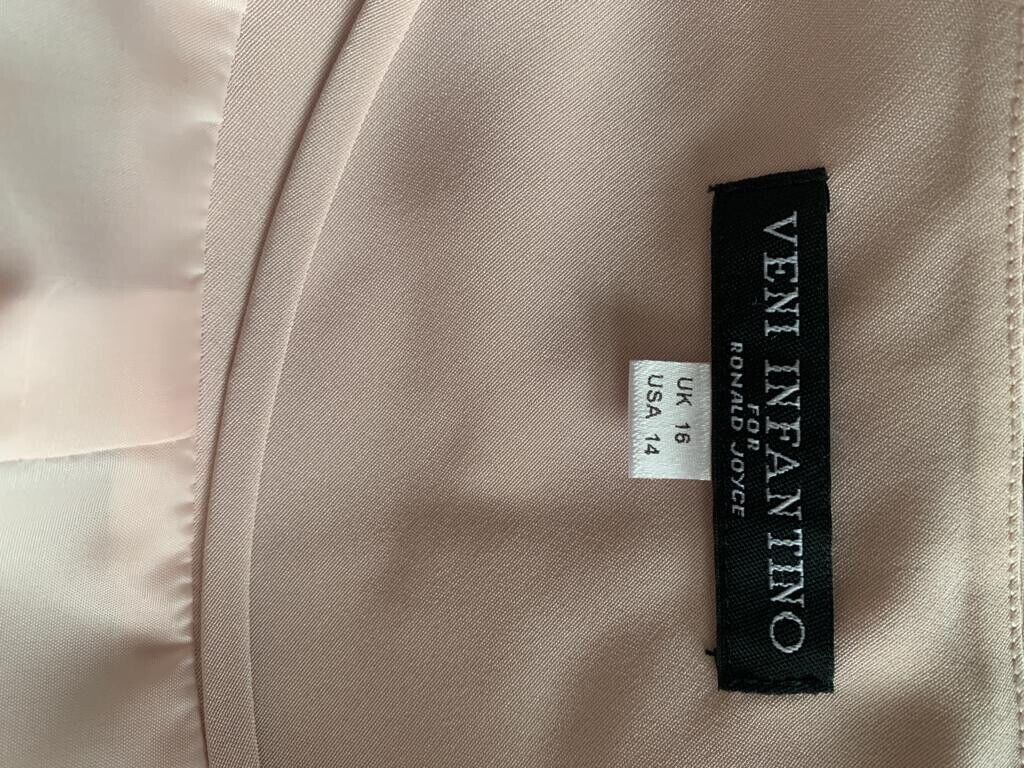 VENI INFANTINO
FOR
RONALD JOYCE
UK 16
USA 14